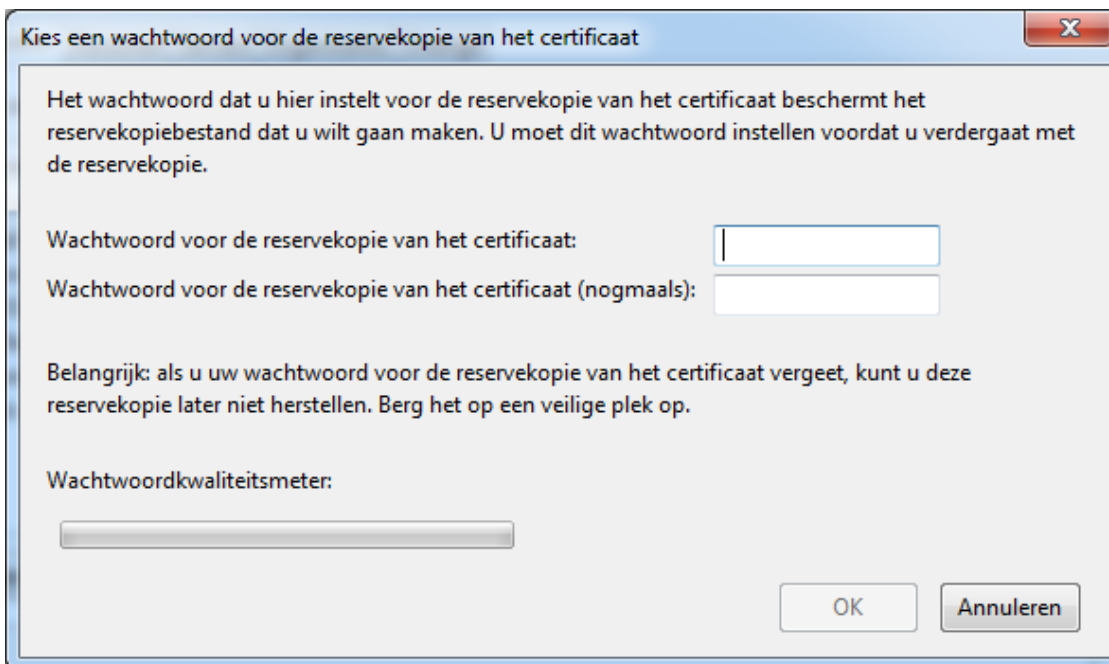 Kies een wachtwoord voor de reservekopie van het certificaat
X
Het wachtwoord dat u hier instelt voor de reservekopie van het certificaat beschermt het
reservekopiebestand dat u wilt gaan maken. U moet dit wachtwoord instellen voordat u verdergaat met
de reservekopie.
Wachtwoord voor de reservekopie van het certificaat:
Wachtwoord voor de reservekopie van het certificaat (nogmaals):
Belangrijk: als u uw wachtwoord voor de reservekopie van het certificaat vergeet, kunt u deze
reservekopie later niet herstellen. Berg het op een veilige plek op.
Wachtwoordkwaliteitsmeter:
OK
Annuleren